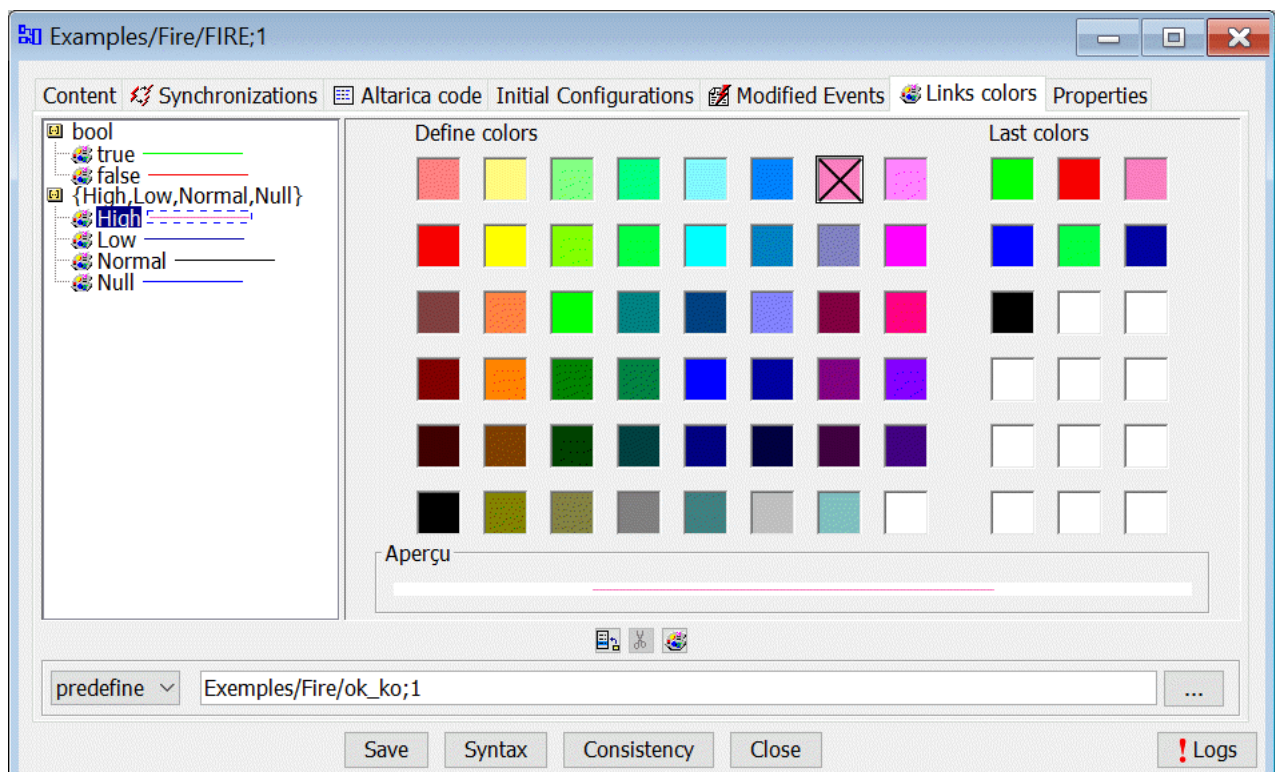 Examples/Fire/FIRE;1
Content Synchronizations Altarica code Initial Configurations Modified Events Links colors Properties
bool
true
false
{High,Low,Normal,Null}
High
Low
Normal
Null
Define colors
Last colors
Aperçu
predefine Exemples/Fire/ok_ko;1 ...
Save Syntax Consistency Close Logs